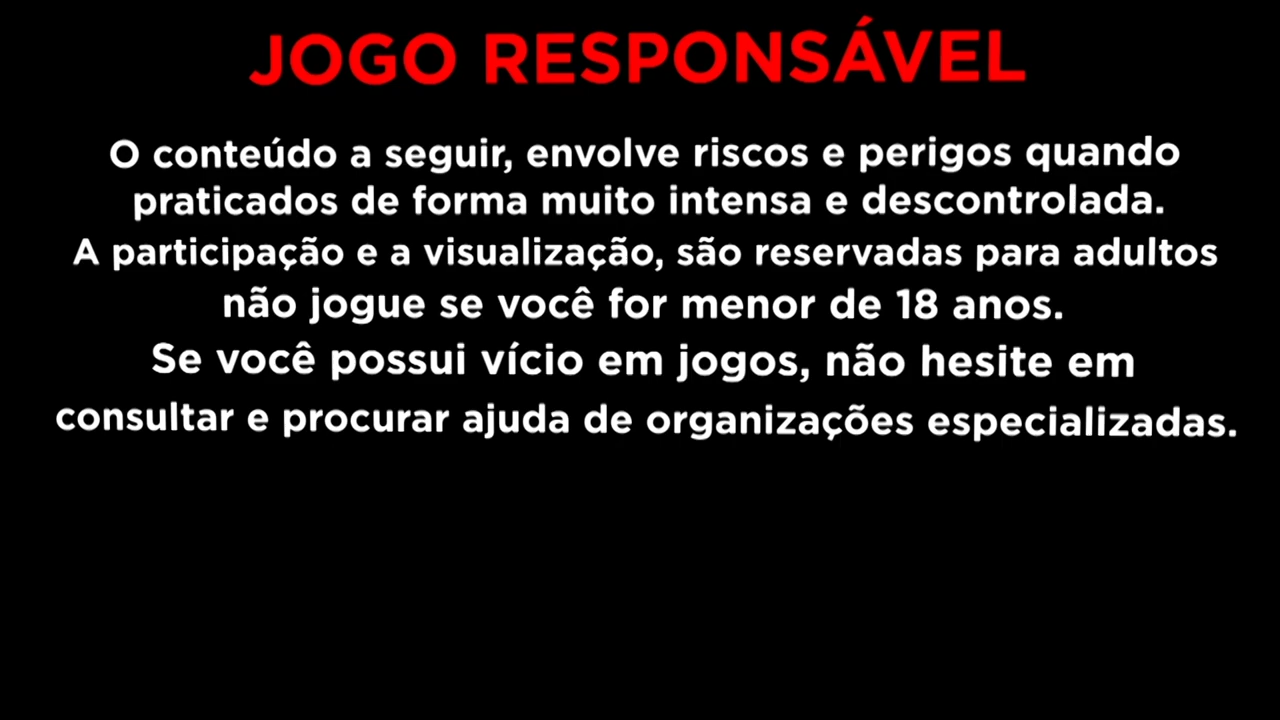 JOGO RESPONSÁVEL
O conteúdo a seguir, envolve riscos e perigos quando
praticados de forma muito intensa e descontrolada.
A participação e a visualização, são reservadas para adultos
não jogue se você for menor de 18 anos.
Se você possui vício em jogos, não hesite em
consultar e procurar ajuda de organizações especializadas.